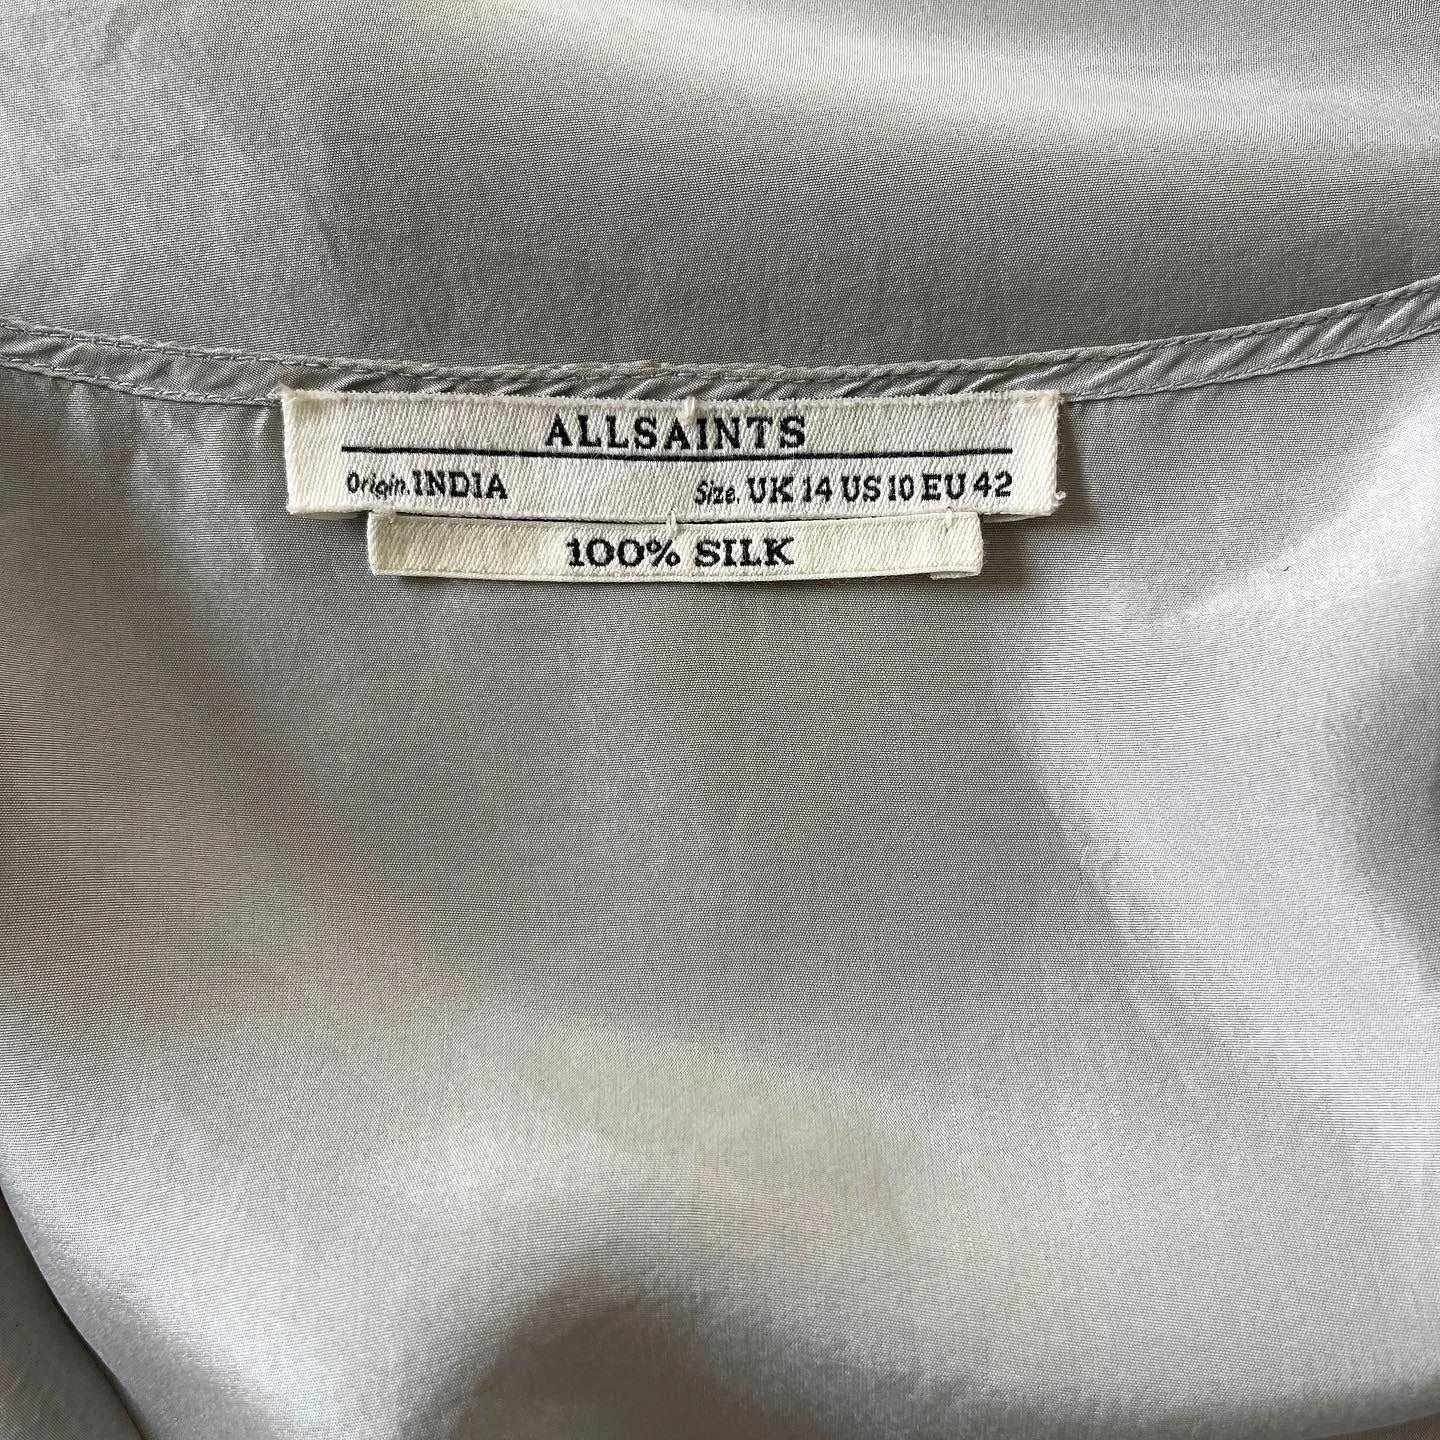 ALLSAINTS
Origin. INDIA Size. UK 14 US 10 EU 42
100% SILK